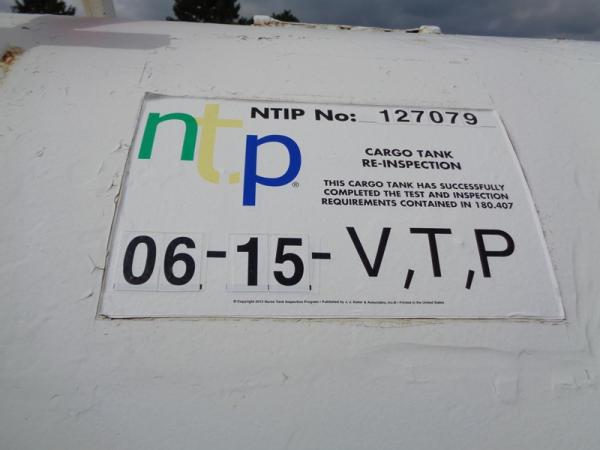 ntp®
NTIP No: 127079
CARGO TANK
RE-INSPECTION
THIS CARGO TANK HAS SUCCESSFULLY
COMPLETED THE TEST AND INSPECTION
REQUIREMENTS CONTAINED IN 180.407
06-15-V,T,P